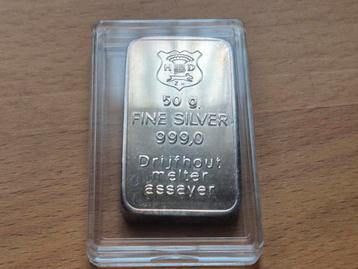 H D
Z N
50 g.
FINE SILVER
999,0
Drijfhout
melter
assayer